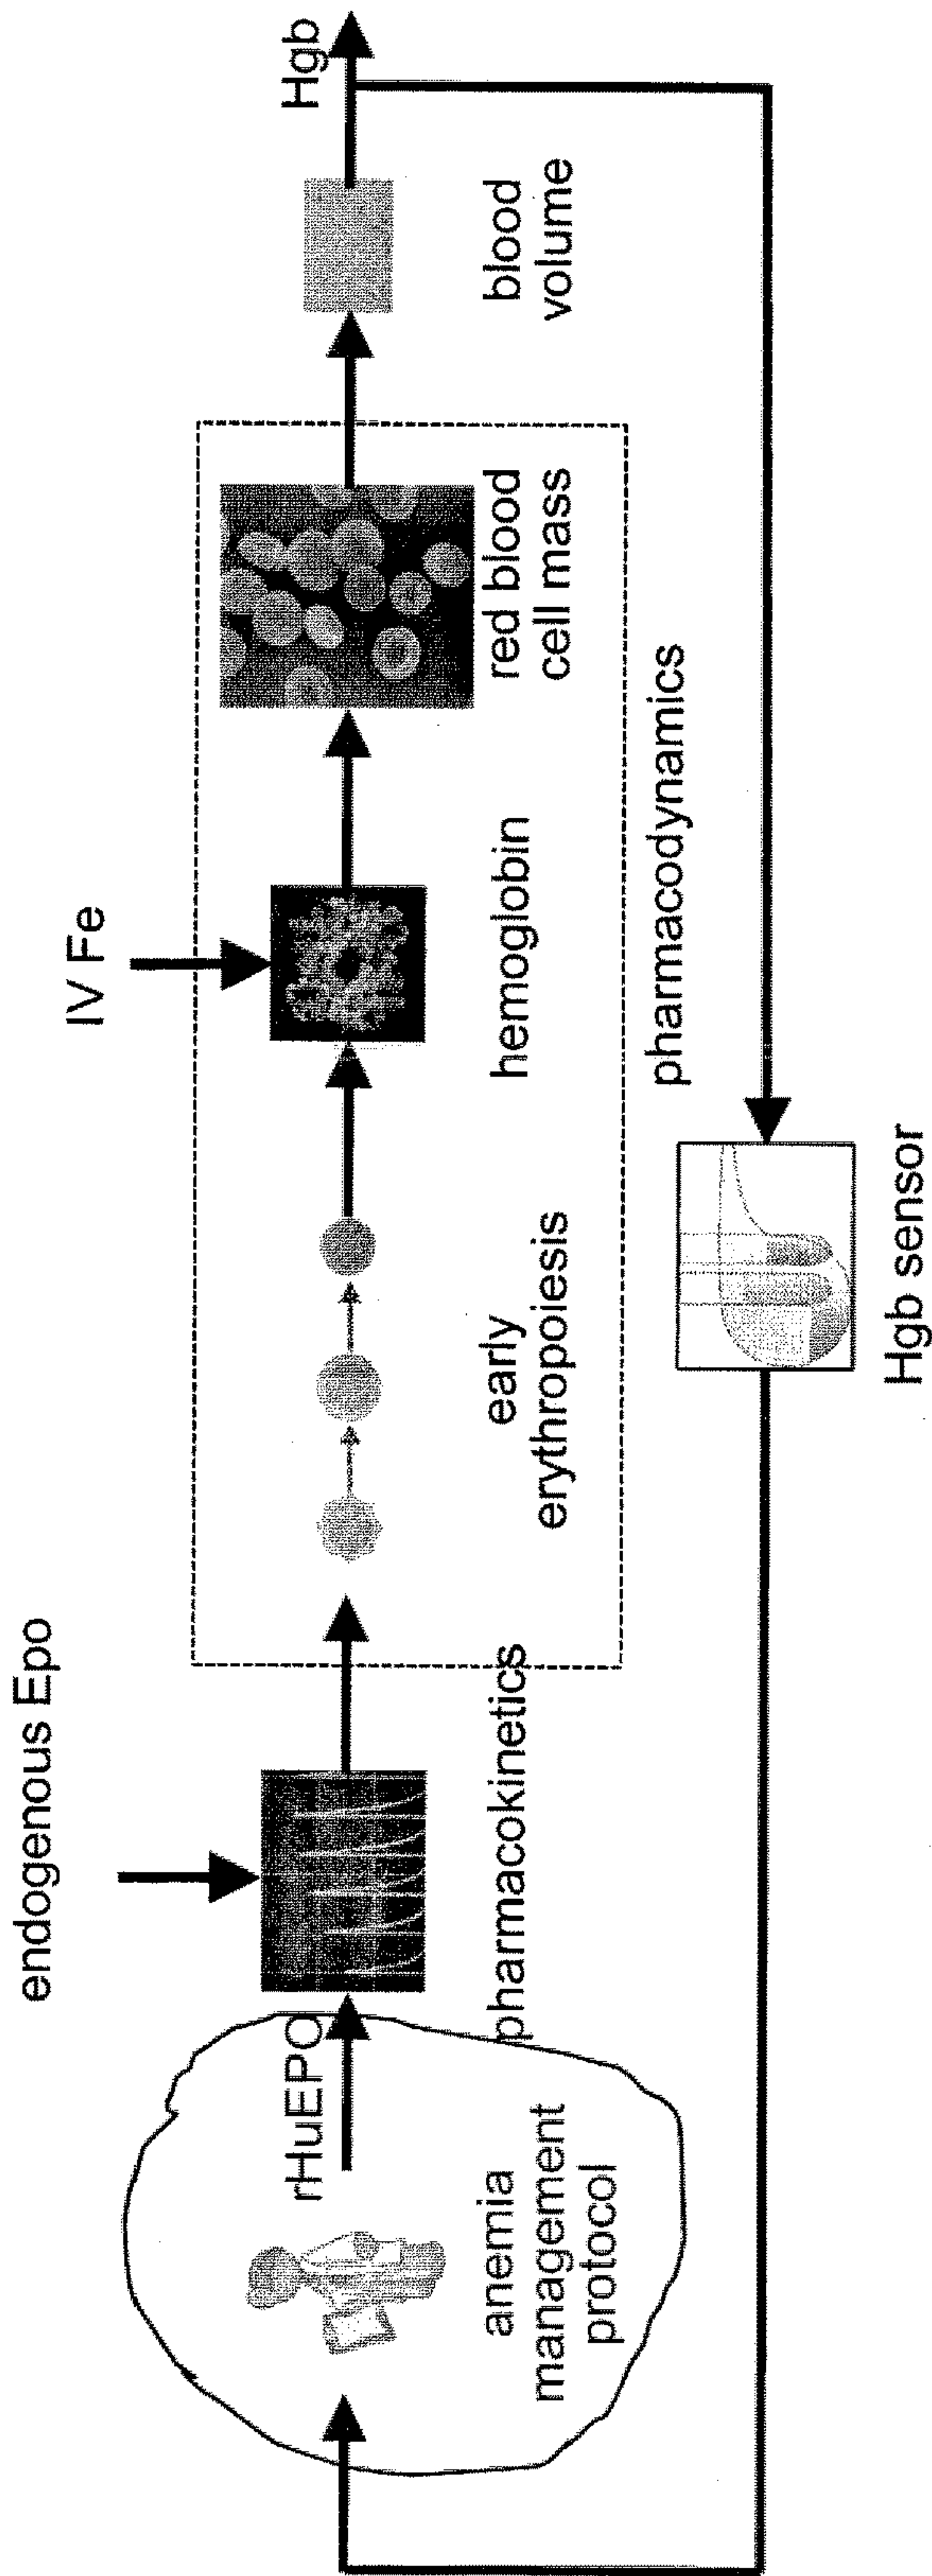 endogenous Epo
IV Fe
Hgb
rHuEPO
anemia
management
protocol
pharmacokinetics
early
erythropoiesis
hemoglobin
red blood
cell mass
blood
volume
pharmacodynamics
Hgb sensor